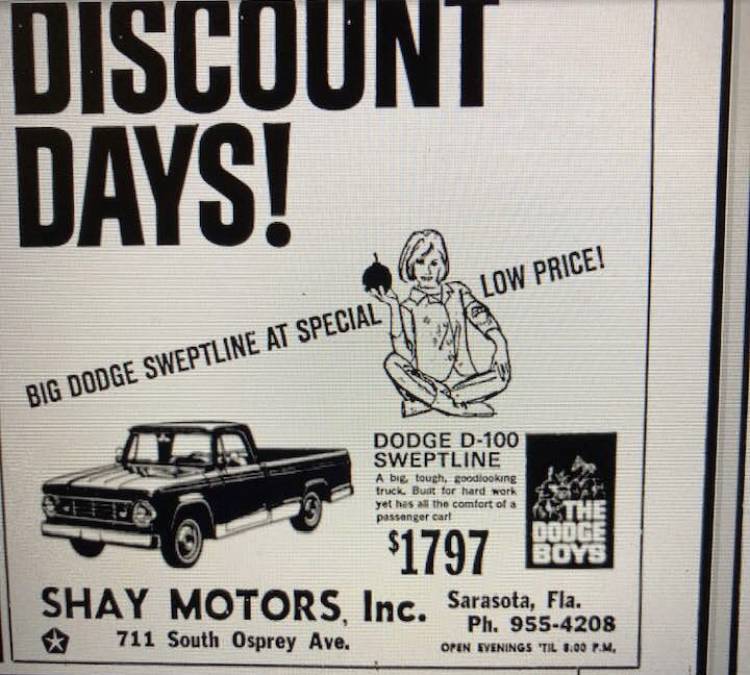 DISCOUNT
DAYS!
BIG DODGE SWEPTLINE AT SPECIAL LOW PRICE!
DODGE D-100
SWEPTLINE
A big, tough, goodlooking
truck. Built for hard work
yet has all the comfort of a
passenger car!
$1797
THE
DODGE
BOYS
SHAY MOTORS, Inc.
711 South Osprey Ave.
Sarasota, Fla.
Ph. 955-4208
OPEN EVENINGS 'TIL 8:00 P.M.